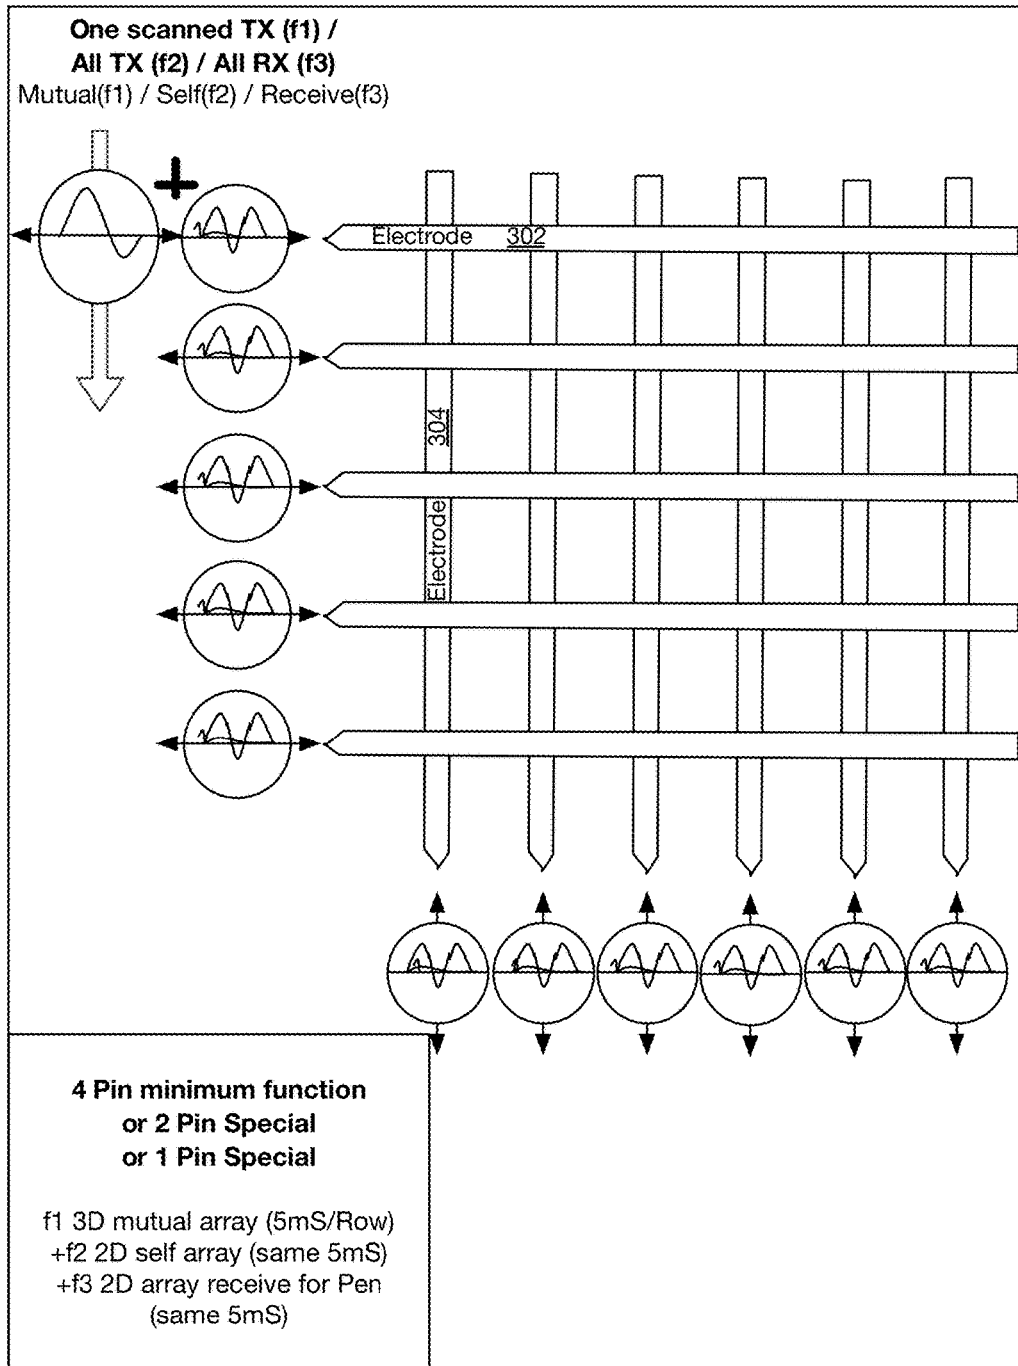 One scanned TX (f1) /
All TX (f2) / All RX (f3)
Mutual(f1) / Self(f2) / Receive(f3)
Electrode 302
Electrode 304
4 Pin minimum function
or 2 Pin Special
or 1 Pin Special
f1 3D mutual array (5mS/Row)
+f2 2D self array (same 5mS)
+f3 2D array receive for Pen
(same 5mS)